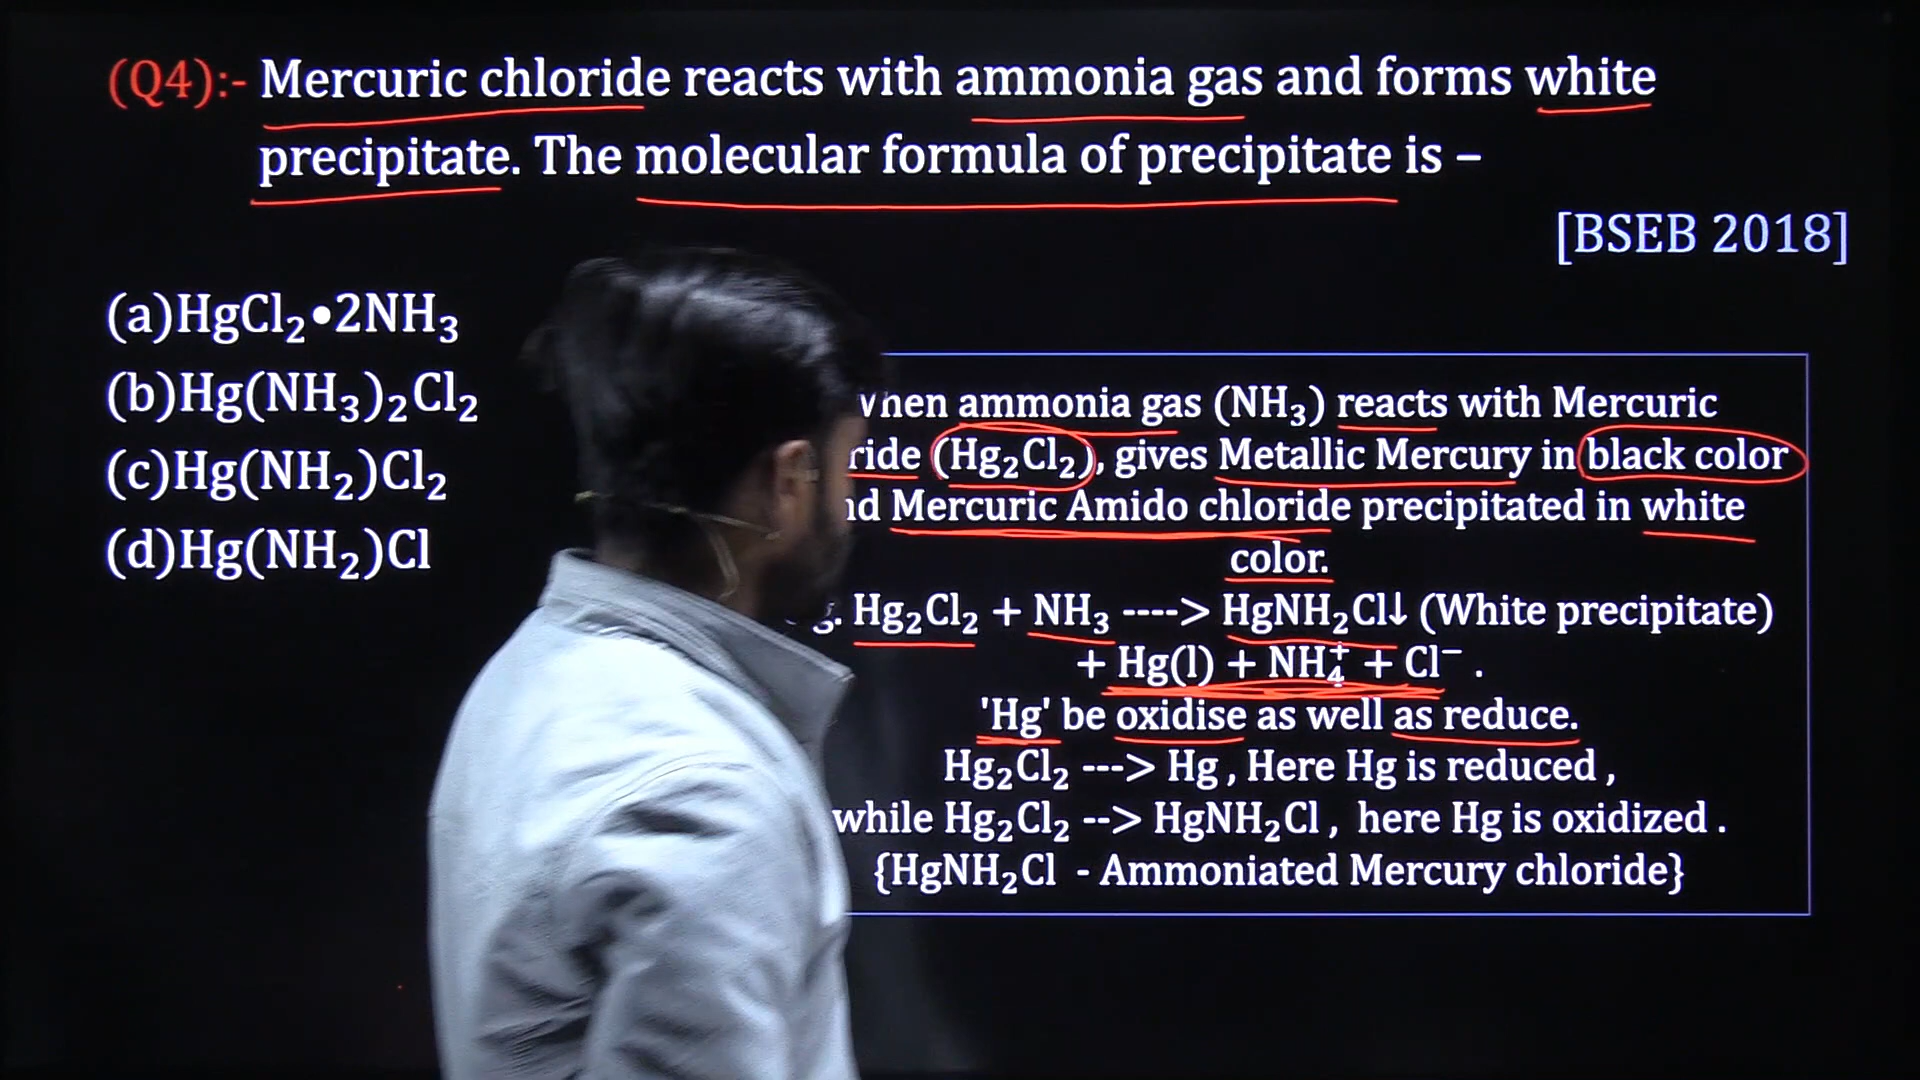 (Q4):- Mercuric chloride reacts with ammonia gas and forms white
precipitate. The molecular formula of precipitate is –
[BSEB 2018]
(a)HgCl₂•2NH₃
(b)Hg(NH₃)₂Cl₂
(c)Hg(NH₂)Cl₂
(d)Hg(NH₂)Cl
ammonia gas (NH₃) reacts with Mercuric
(Hg₂Cl₂), gives Metallic Mercury in black color
Mercuric Amido chloride precipitated in white
color.
Hg₂Cl₂ + NH₃ ----> HgNH₂Cl↓ (White precipitate)
+ Hg(l) + NH₄⁺ + Cl⁻ .
'Hg' be oxidise as well as reduce.
Hg₂Cl₂ ---> Hg , Here Hg is reduced ,
while Hg₂Cl₂ --> HgNH₂Cl , here Hg is oxidized .
{HgNH₂Cl - Ammoniated Mercury chloride}